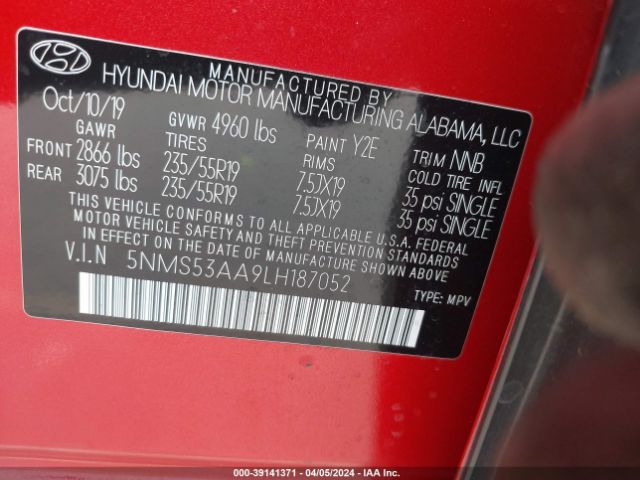 MANUFACTURED BY
HYUNDAI MOTOR MANUFACTURING ALABAMA, LLC
Oct/10/19 GVWR 4960 lbs PAINT Y2E TRIM NNB
GAWR TIRES RIMS COLD TIRE INFL
FRONT 2866 lbs 235/55R19 7.5JX19 35 psi SINGLE
REAR 3075 lbs 235/55R19 7.5JX19 35 psi SINGLE
THIS VEHICLE CONFORMS TO ALL APPLICABLE U.S.A FEDERAL
MOTOR VEHICLE SAFETY AND THEFT PREVENTION STANDARDS
IN EFFECT ON THE DATE OF MANUFACTURE SHOWN ABOVE.
V.I.N 5NMS53AA9LH187052
TYPE: MPV
000-39141371 - 04/05/2024 - IAA Inc.